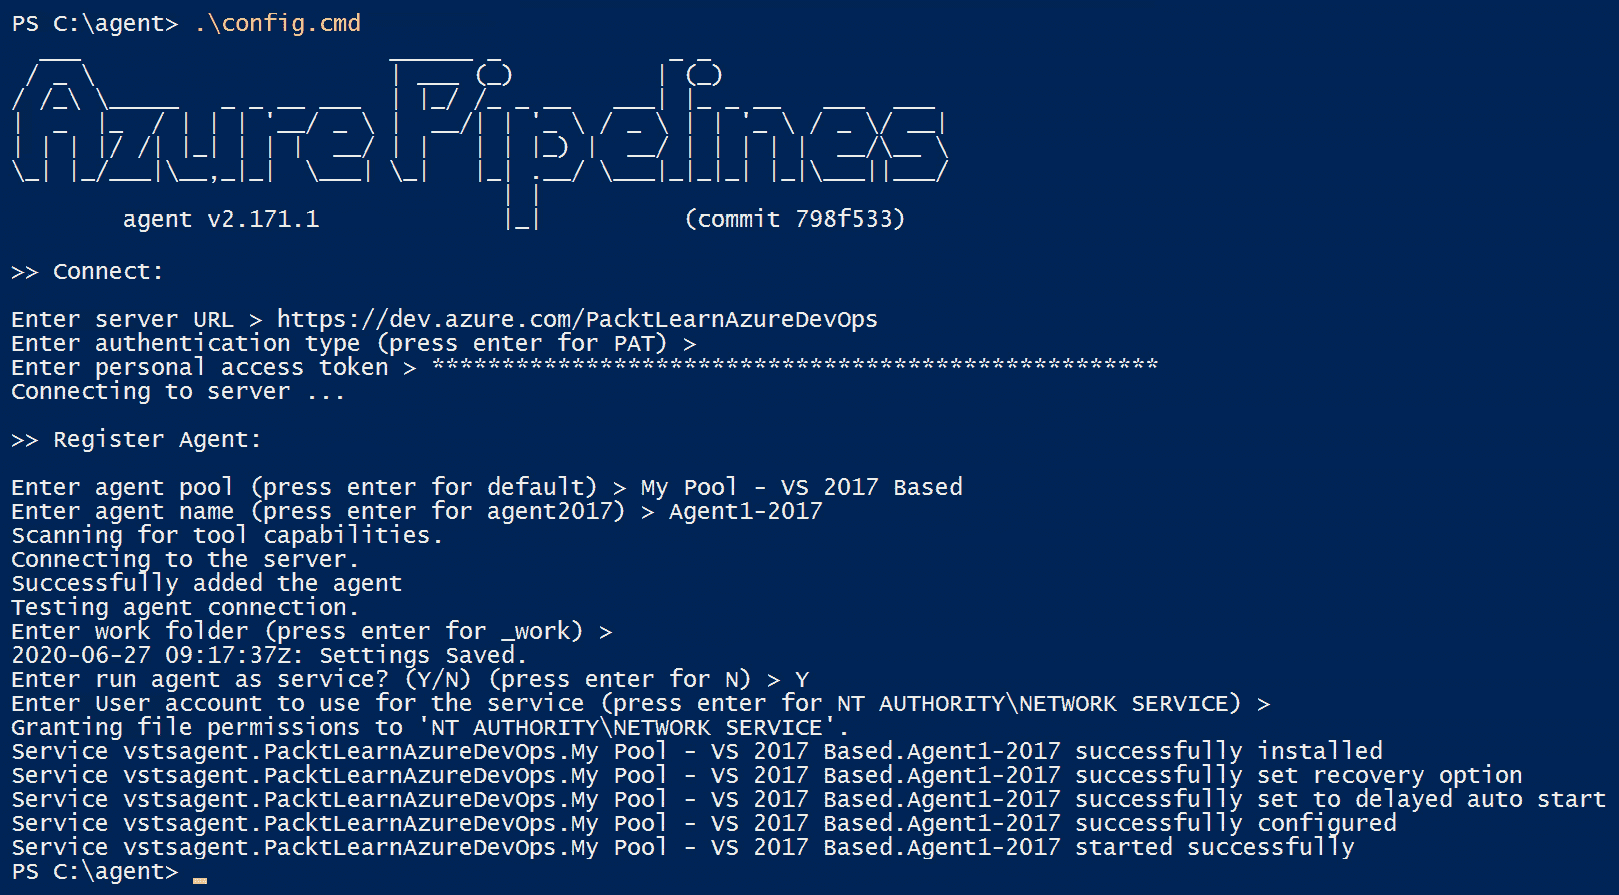 PS C:\agent> .\config.cmd
Azure Pipelines
agent v2.171.1 (commit 798f533)
>> Connect:
Enter server URL > https://dev.azure.com/PacktLearnAzureDevOps
Enter authentication type (press enter for PAT) >
Enter personal access token > ****************************************************
Connecting to server ...
>> Register Agent:
Enter agent pool (press enter for default) > My Pool - VS 2017 Based
Enter agent name (press enter for agent2017) > Agent1-2017
Scanning for tool capabilities.
Connecting to the server.
Successfully added the agent
Testing agent connection.
Enter work folder (press enter for _work) >
2020-06-27 09:17:37Z: Settings Saved.
Enter run agent as service? (Y/N) (press enter for N) > Y
Enter User account to use for the service (press enter for NT AUTHORITY\NETWORK SERVICE) >
Granting file permissions to 'NT AUTHORITY\NETWORK SERVICE'.
Service vstsagent.PacktLearnAzureDevOps.My Pool - VS 2017 Based.Agent1-2017 successfully installed
Service vstsagent.PacktLearnAzureDevOps.My Pool - VS 2017 Based.Agent1-2017 successfully set recovery option
Service vstsagent.PacktLearnAzureDevOps.My Pool - VS 2017 Based.Agent1-2017 successfully set to delayed auto start
Service vstsagent.PacktLearnAzureDevOps.My Pool - VS 2017 Based.Agent1-2017 successfully configured
Service vstsagent.PacktLearnAzureDevOps.My Pool - VS 2017 Based.Agent1-2017 started successfully
PS C:\agent>